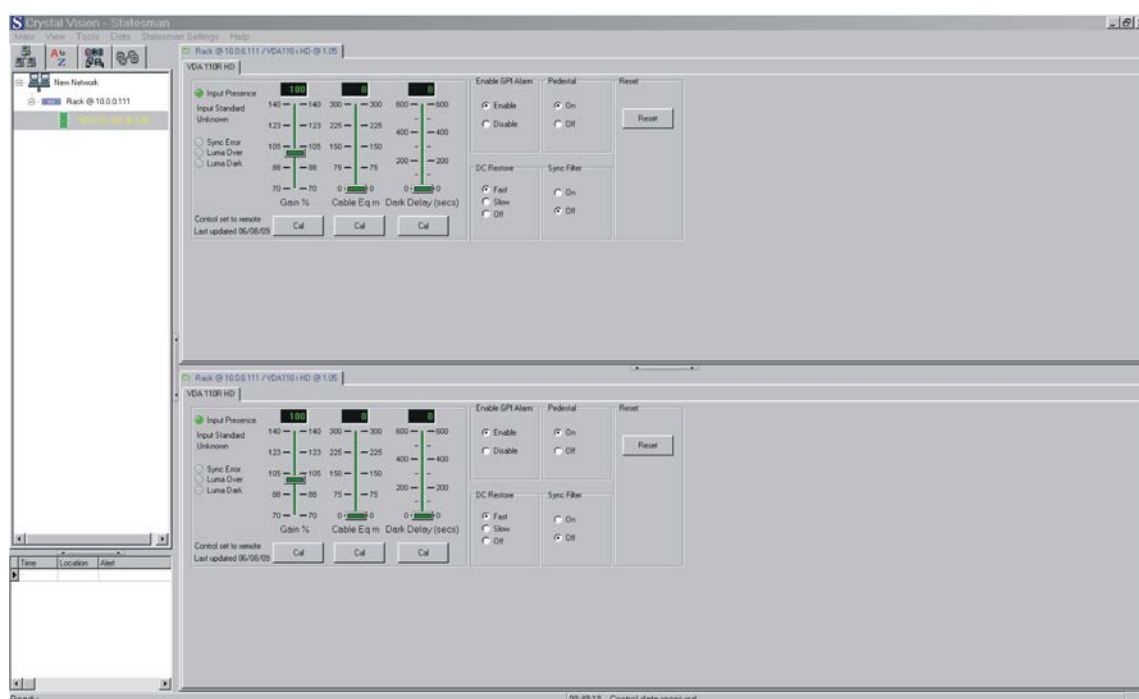 Crystal Vision - Statesman
Main View Tools Data Statesman Settings Help
New Network
Rack @ 10.0.0.111
Rack @ 10.0.0.111 / VDA110r HD @ 1.05
VDA 110R HD
Input Presence
Input Standard
Unknown
Sync Error
Luma Over
Luma Dark
Control set to remote
Last updated 06/08/09
100 0 0
140 140 300 300 600 600
123 123 225 225
400 400
105 105 150 150
200 200
88 88 75 75
70 70 0 0 0 0
Gain % Cable Eq m Dark Delay (secs)
Cal Cal Cal
Enable GPI Alarm
Enable
Disable
Pedestal
On
Off
Reset
Reset
DC Restore
Fast
Slow
Off
Sync Filter
On
Off
Rack @ 10.0.0.111 / VDA110r HD @ 1.05
VDA 110R HD
Input Presence
Input Standard
Unknown
Sync Error
Luma Over
Luma Dark
Control set to remote
Last updated 06/08/09
100 0 0
140 140 300 300 600 600
123 123 225 225
400 400
105 105 150 150
200 200
88 88 75 75
70 70 0 0 0 0
Gain % Cable Eq m Dark Delay (secs)
Cal Cal Cal
Enable GPI Alarm
Enable
Disable
Pedestal
On
Off
Reset
Reset
DC Restore
Fast
Slow
Off
Sync Filter
On
Off
Time Location Alert
Ready
Control data received